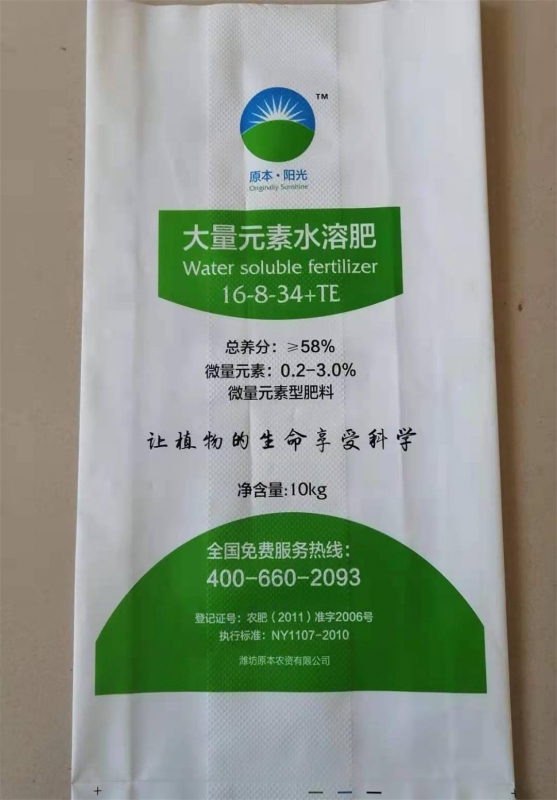 TM
原本·阳光
Originally Sunshine
大量元素水溶肥
Water soluble fertilizer
16-8-34+TE
总养分：≥58%
微量元素：0.2-3.0%
微量元素型肥料
让植物的生命享受科学
净含量:10kg
全国免费服务热线：
400-660-2093
登记证号：农肥（2011）准字2006号
执行标准：NY1107-2010
潍坊原本农资有限公司